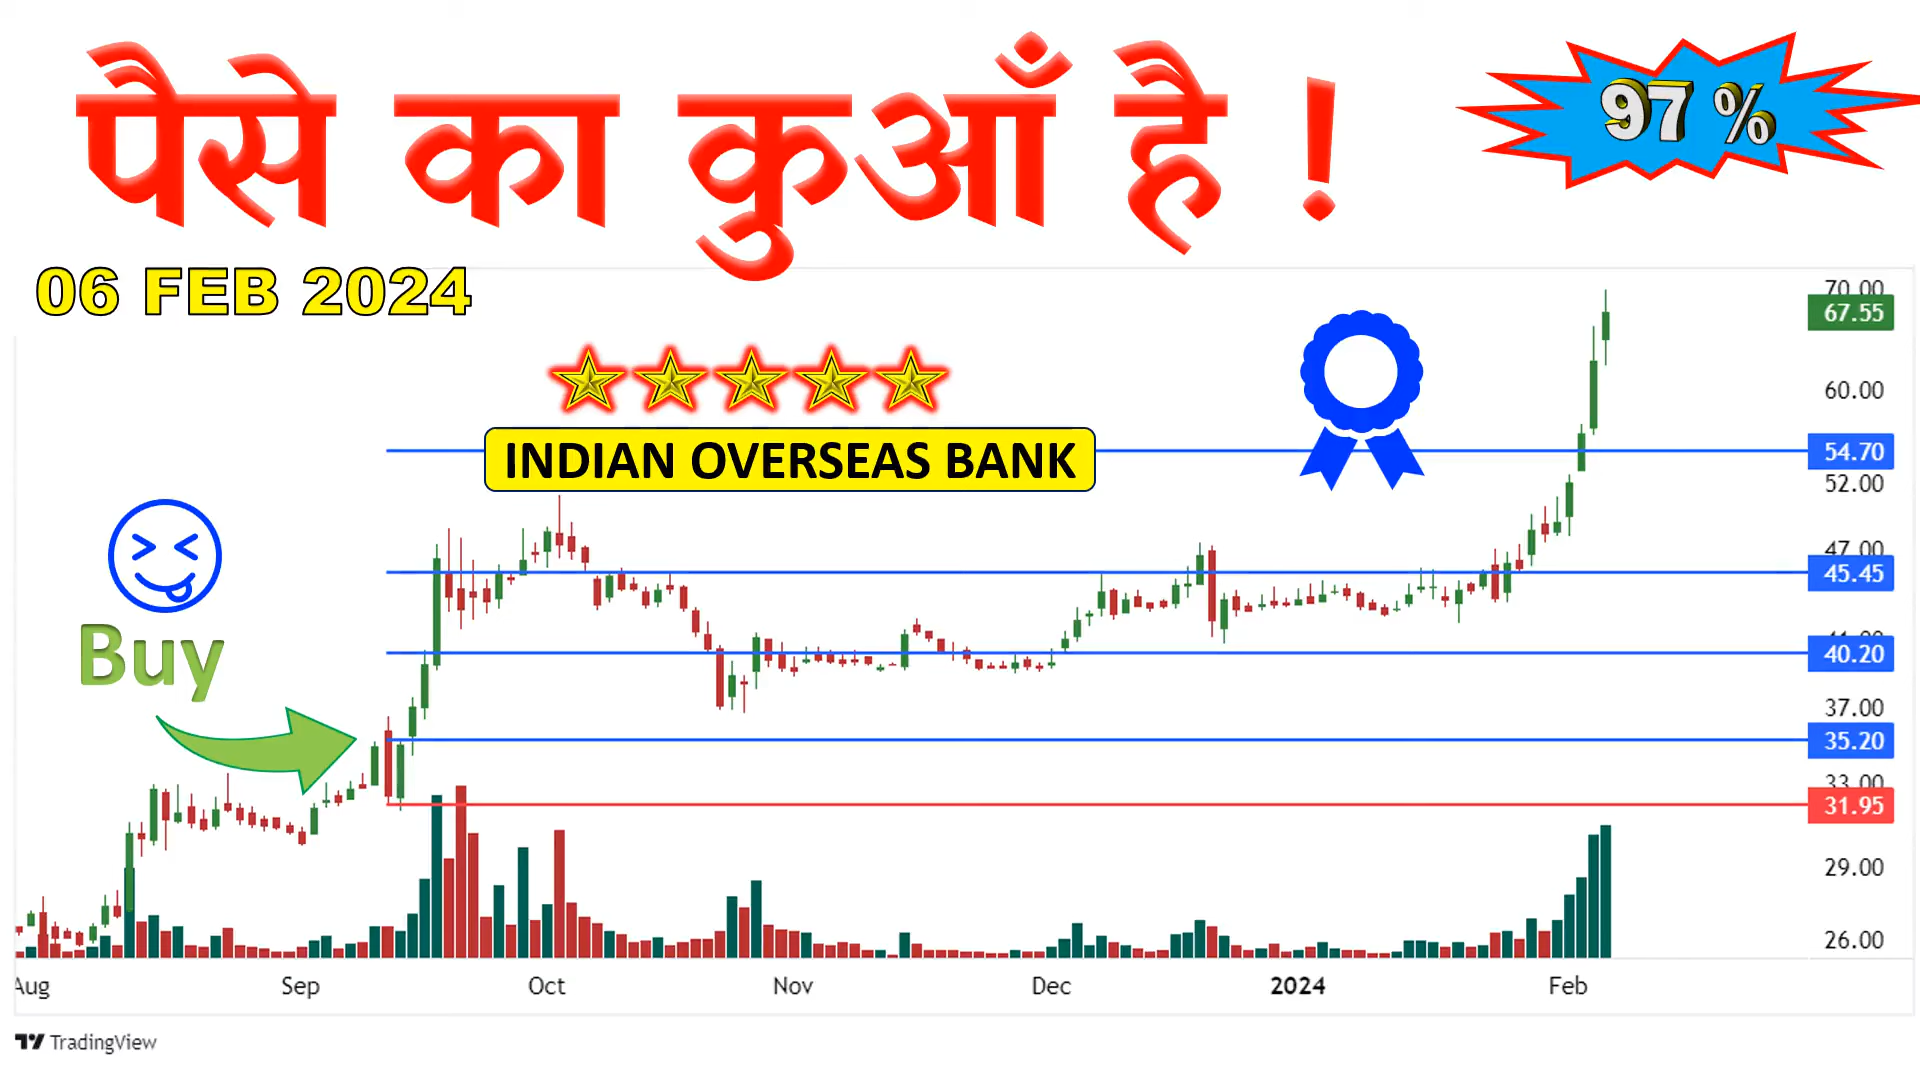 पैसे का कुआँ है !
97 %
06 FEB 2024
INDIAN OVERSEAS BANK
Buy
70.00
67.55
60.00
54.70
52.00
47.00
45.45
40.20
37.00
35.20
33.00
31.95
29.00
26.00
Aug Sep Oct Nov Dec 2024 Feb
TradingView